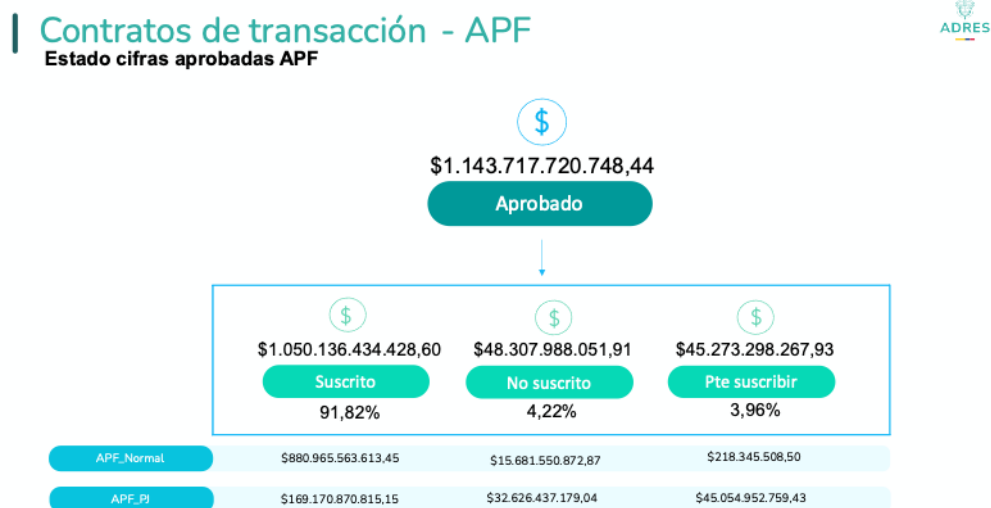 Contratos de transacción - APF
Estado cifras aprobadas APF
ADRES
$
$1.143.717.720.748,44
Aprobado
$ $ $
$1.050.136.434.428,60 $48.307.988.051,91 $45.273.298.267,93
Suscrito No suscrito Pte suscribir
91,82% 4,22% 3,96%
APF_Normal $880.965.563.613,45 $15.681.550.872,87 $218.345.508,50
APF_PJ $169.170.870.815,15 $32.626.437.179,04 $45.054.952.759,43